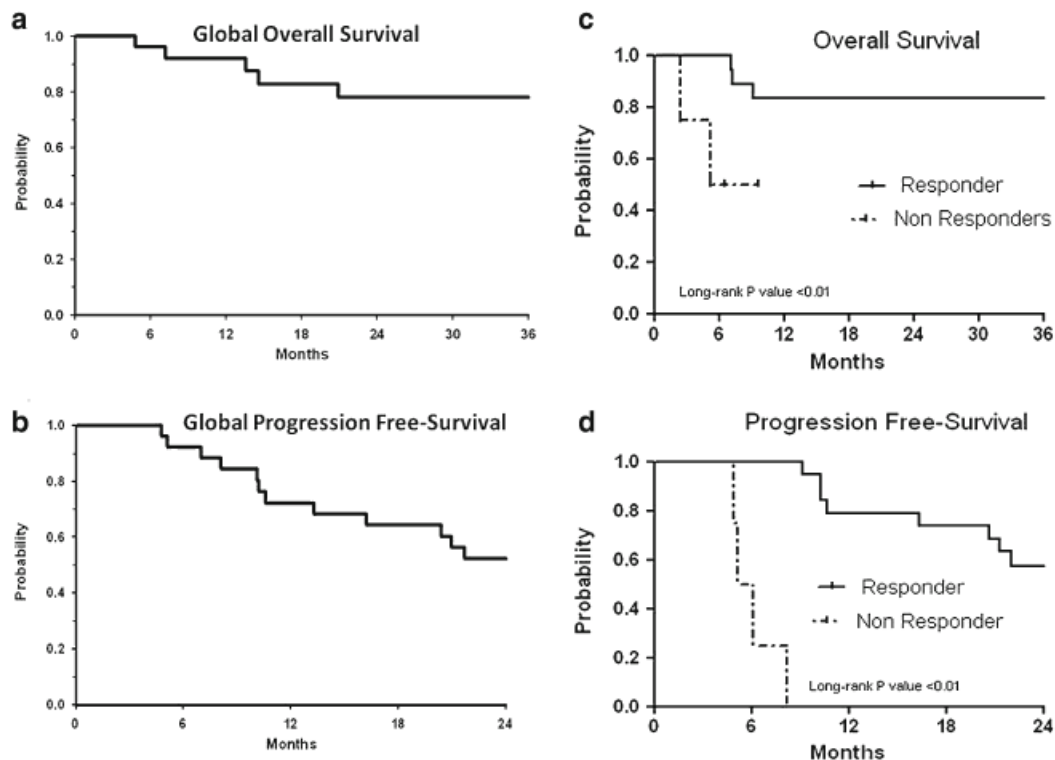 a
Global Overall Survival
1.0
0.8
0.6
0.4
0.2
0.0
Probability
0 6 12 18 24 30 36
Months
c
Overall Survival
1.0
0.8
0.6
0.4
0.2
0.0
Probability
Responder
Non Responders
Long-rank P value <0.01
0 6 12 18 24 30 36
Months
b
Global Progression Free-Survival
1.0
0.8
0.6
0.4
0.2
0.0
Probability
0 6 12 18 24
Months
d
Progression Free-Survival
1.0
0.8
0.6
0.4
0.2
0.0
Probability
Responder
Non Responder
Long-rank P value <0.01
0 6 12 18 24
Months